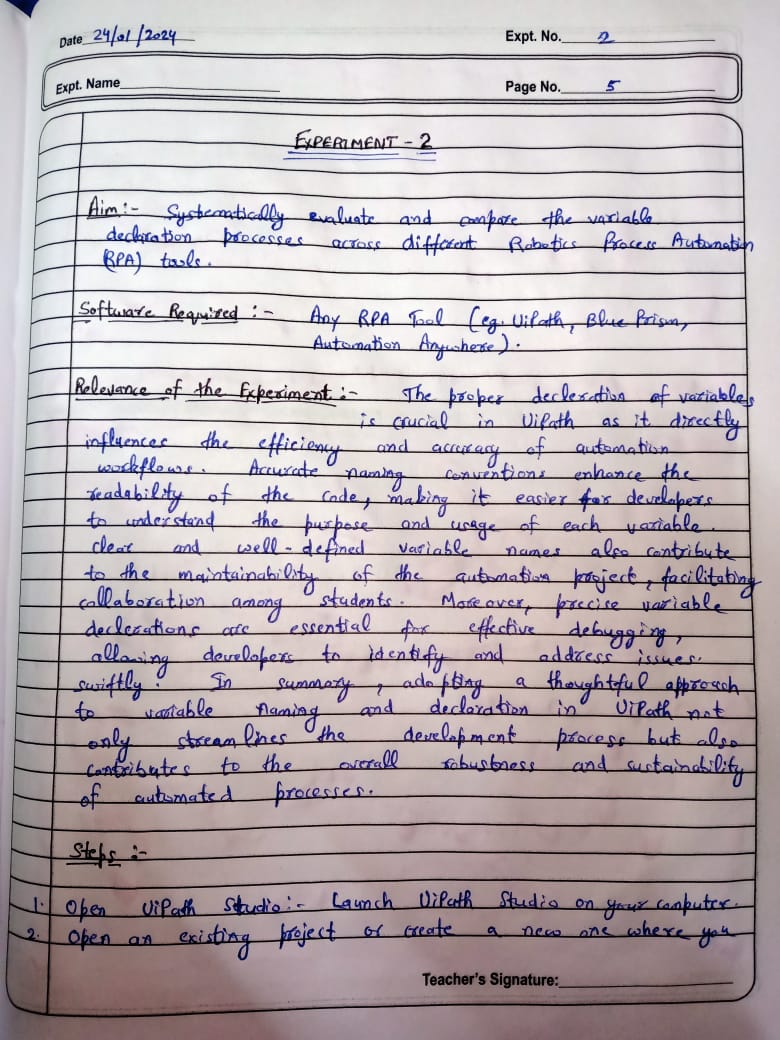 Date 24/01/2024 Expt. No. 2
Expt. Name Page No. 5
EXPERIMENT - 2
Aim:- Systematically evaluate and compare the variable
declaration processes across different Robotics Process Automation
(RPA) tools.
Software Required :- Any RPA Tool (eg. UiPath, Blue Prism,
Automation Anywhere).
Relevance of the Experiment:- The proper decleration of variables
is crucial in UiPath as it directly
influences the efficiency and accuracy of automation
workflows. Accurate naming conventions enhance the
readability of the code, making it easier for developers
to understand the purpose and usage of each variable.
clear and well-defined variable names also contribute
to the maintainability of the automation project, facilitating
collaboration among students. Moreover, precise variable
declerations are essential for effective debugging,
allowing developers to identify and address issues.
swiftly. In summary, adopting a thoughtful approach
to variable naming and declaration in UiPath not
only streamlines the development process but also
contributes to the overall robustness and sustainability
of automated processes.
Steps :-
1. Open UiPath Studio:- Launch UiPath Studio on your computer.
2. Open an existing project or create a new one where you
Teacher's Signature: